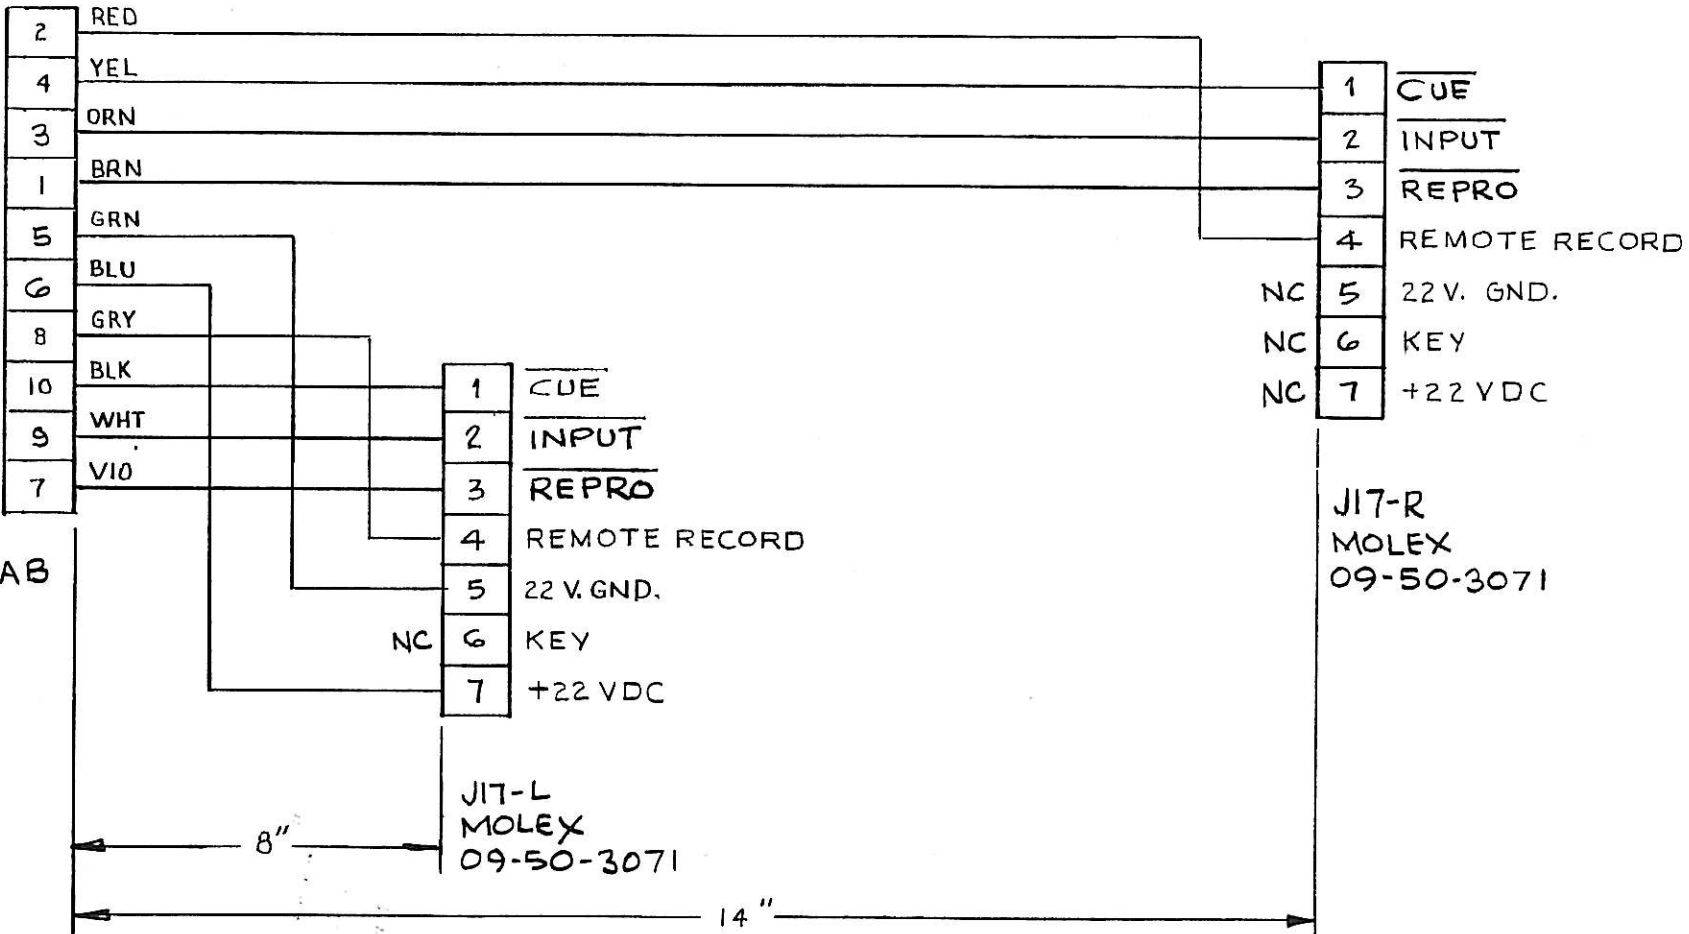 2 RED
4 YEL
3 ORN
1 BRN
5 GRN
6 BLU
8 GRY
10 BLK
9 WHT
7 VIO
AB
1 CUE
2 INPUT
3 REPRO
4 REMOTE RECORD
NC 5 22 V. GND.
NC 6 KEY
NC 7 +22 VDC
J17-R
MOLEX
09-50-3071
1 CUE
2 INPUT
3 REPRO
4 REMOTE RECORD
5 22 V. GND.
NC 6 KEY
7 +22 VDC
J17-L
MOLEX
09-50-3071
8"
14"